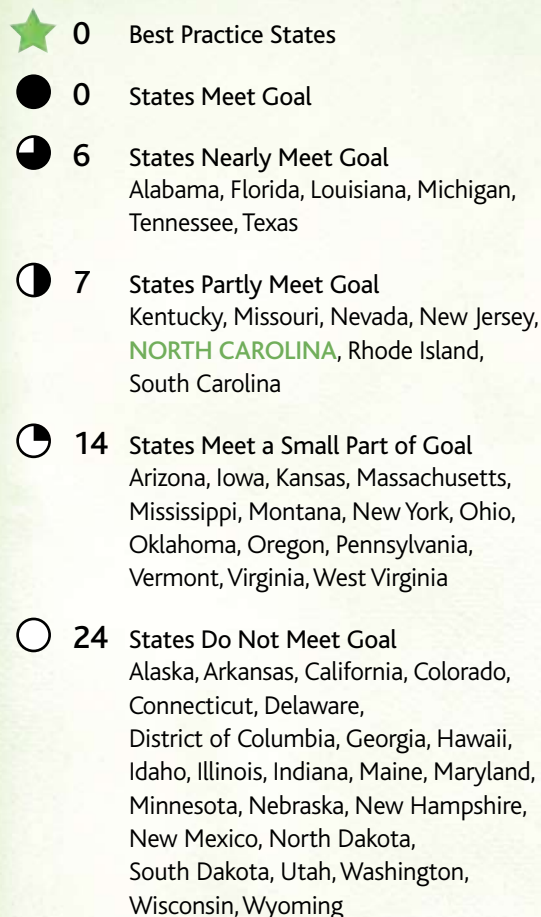 0 Best Practice States
0 States Meet Goal
6 States Nearly Meet Goal
Alabama, Florida, Louisiana, Michigan,
Tennessee, Texas
7 States Partly Meet Goal
Kentucky, Missouri, Nevada, New Jersey,
NORTH CAROLINA, Rhode Island,
South Carolina
14 States Meet a Small Part of Goal
Arizona, Iowa, Kansas, Massachusetts,
Mississippi, Montana, New York, Ohio,
Oklahoma, Oregon, Pennsylvania,
Vermont, Virginia, West Virginia
24 States Do Not Meet Goal
Alaska, Arkansas, California, Colorado,
Connecticut, Delaware,
District of Columbia, Georgia, Hawaii,
Idaho, Illinois, Indiana, Maine, Maryland,
Minnesota, Nebraska, New Hampshire,
New Mexico, North Dakota,
South Dakota, Utah, Washington,
Wisconsin, Wyoming